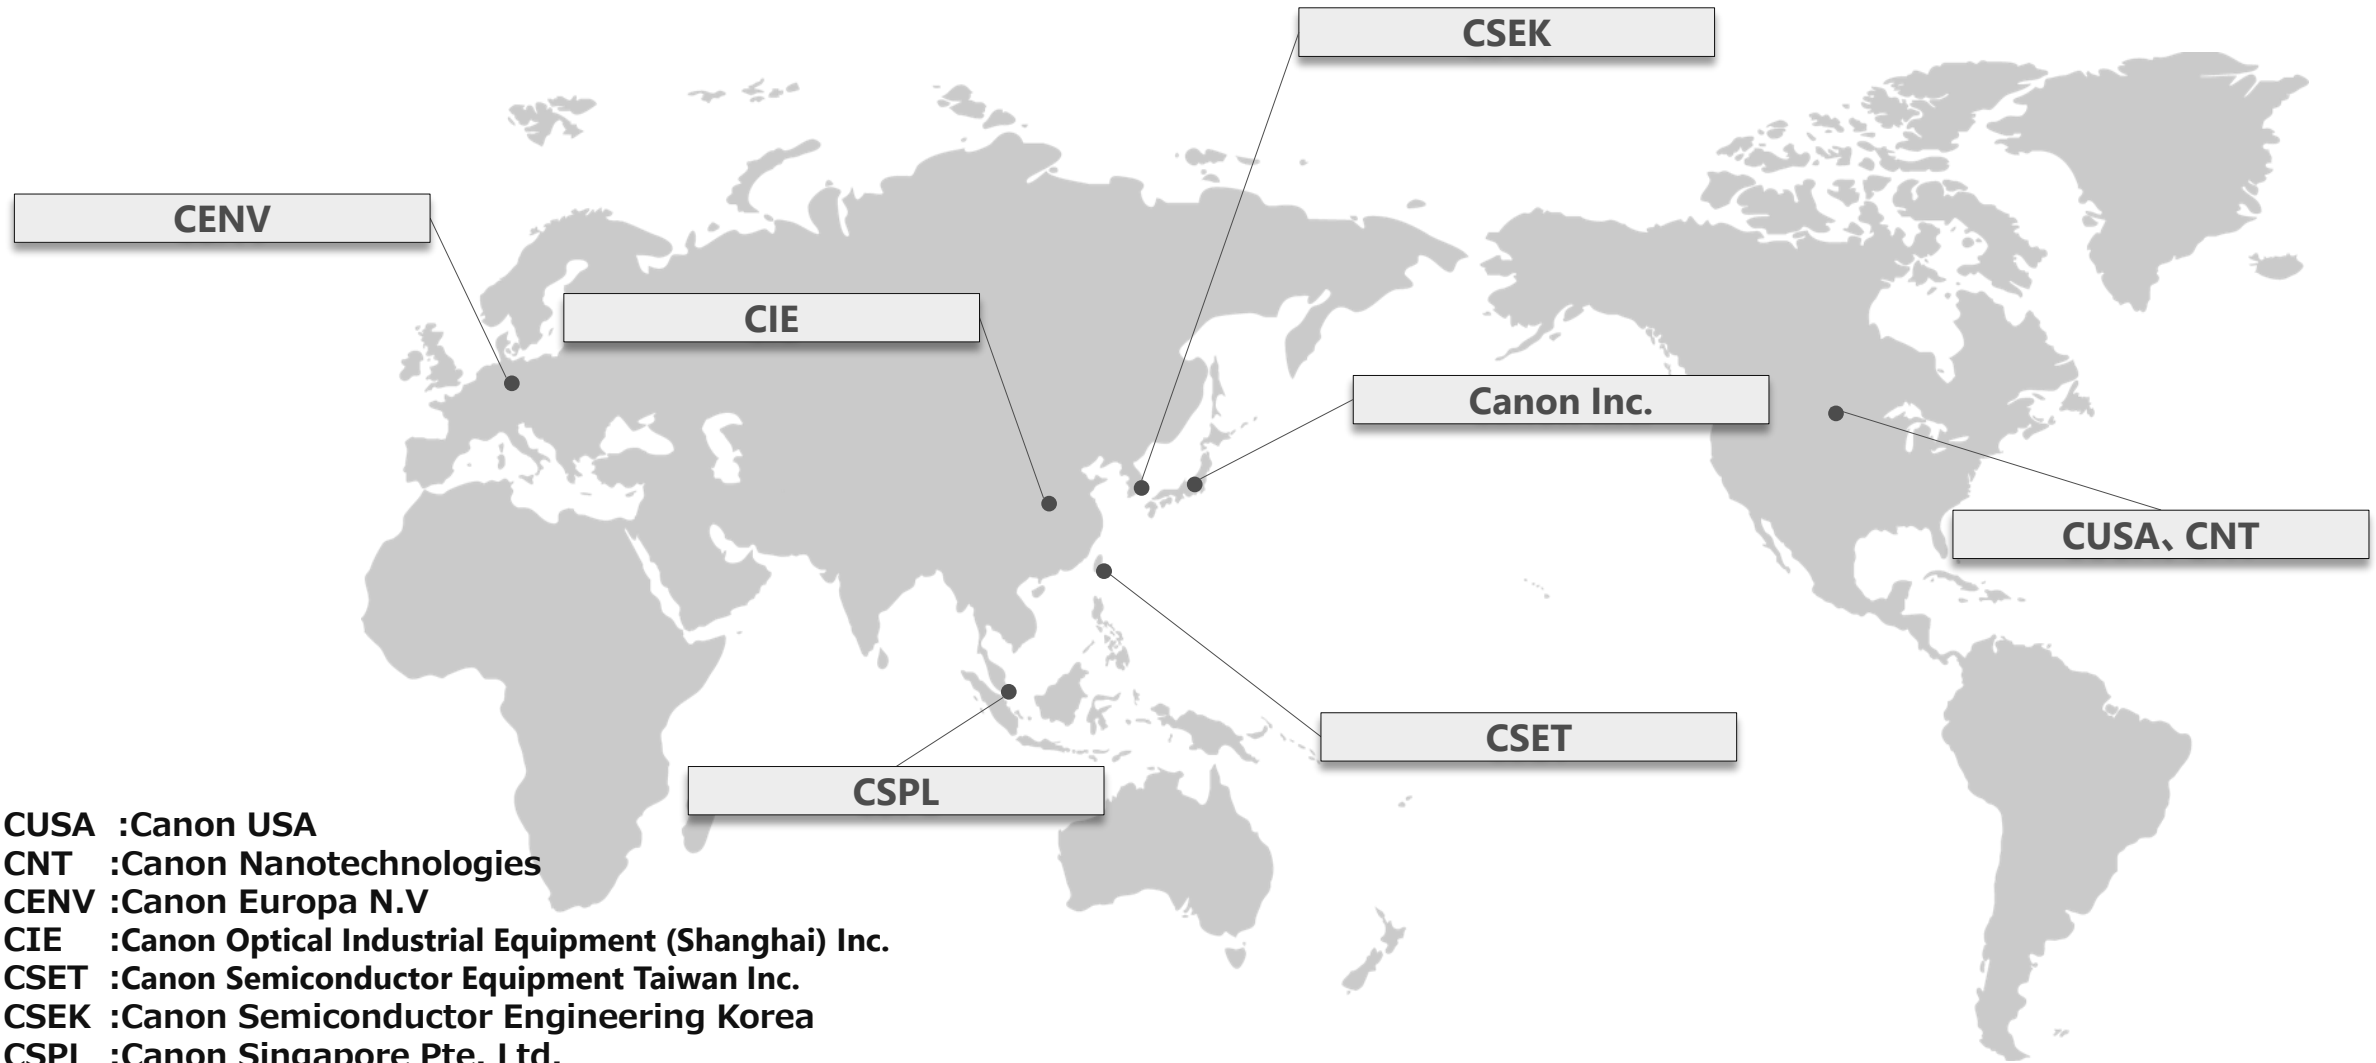 CSEK
CENV
CIE
Canon Inc.
CUSA、CNT
CSET
CSPL
CUSA :Canon USA
CNT :Canon Nanotechnologies
CENV :Canon Europa N.V
CIE :Canon Optical Industrial Equipment (Shanghai) Inc.
CSET :Canon Semiconductor Equipment Taiwan Inc.
CSEK :Canon Semiconductor Engineering Korea
CSPL :Canon Singapore Pte. Ltd.